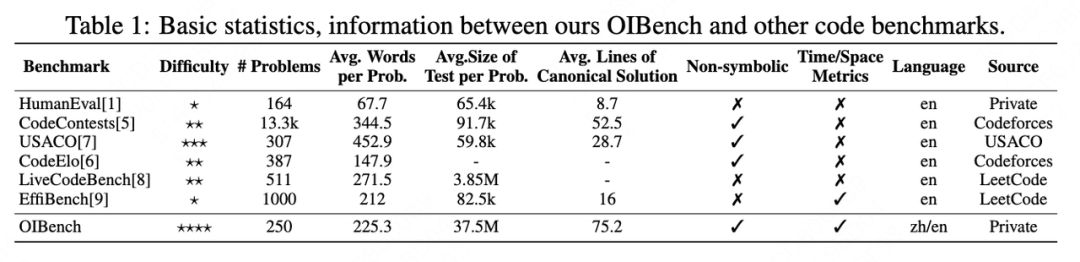 Table 1: Basic statistics, information between ours OIBench and other code benchmarks.
Benchmark Difficulty # Problems Avg. Words per Prob. Avg.Size of Test per Prob. Avg. Lines of Canonical Solution Non-symbolic Time/Space Metrics Language Source
HumanEval[1] ⋆ 164 67.7 65.4k 8.7 ✗ ✗ en Private
CodeContests[5] ⋆⋆ 13.3k 344.5 91.7k 52.5 ✓ ✗ en Codeforces
USACO[7] ⋆⋆⋆ 307 452.9 59.8k 28.7 ✓ ✗ en USACO
CodeElo[6] ⋆⋆ 387 147.9 - - ✓ ✗ en Codeforces
LiveCodeBench[8] ⋆⋆ 511 271.5 3.85M - ✗ ✗ en LeetCode
EffiBench[9] ⋆ 1000 212 82.5k 16 ✗ ✓ en LeetCode
OIBench ⋆⋆⋆⋆ 250 225.3 37.5M 75.2 ✓ ✓ zh/en Private